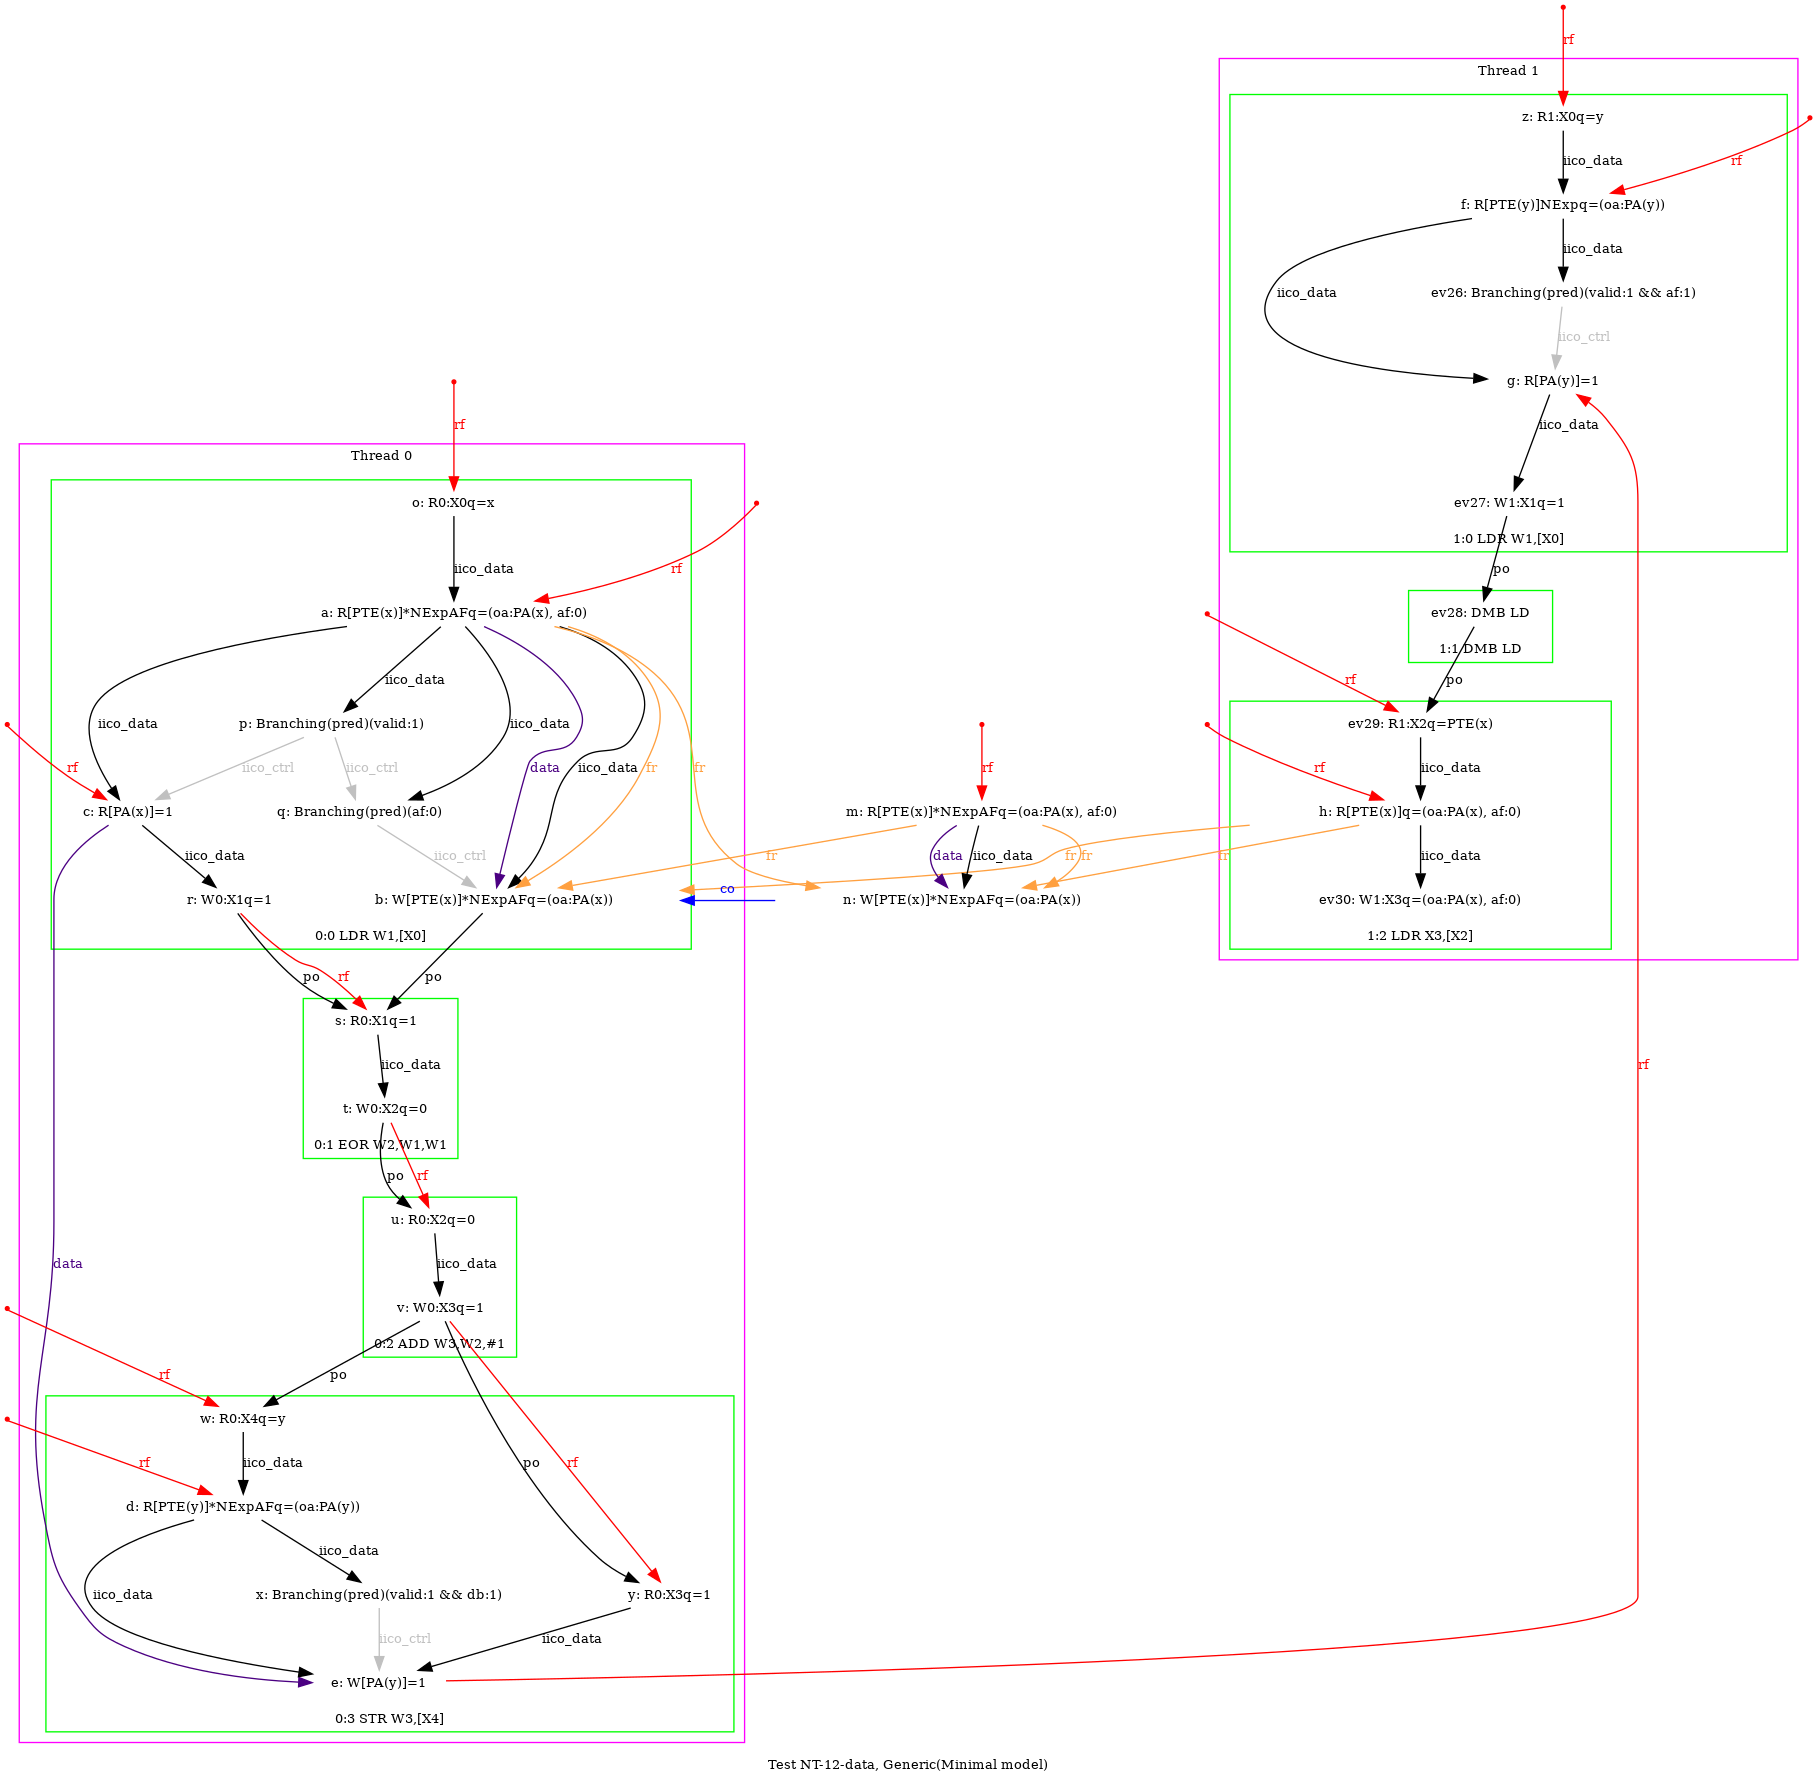 rf
Thread 1
z: R1:X0q=y
iico_data
rf
f: R[PTE(y)]NExpq=(oa:PA(y))
iico_data
iico_data
ev26: Branching(pred)(valid:1 && af:1)
iico_ctrl
g: R[PA(y)]=1
rf
iico_data
Thread 0
o: R0:X0q=x
ev27: W1:X1q=1
1:0 LDR W1,[X0]
iico_data
rf
po
a: R[PTE(x)]*NExpAFq=(oa:PA(x), af:0)
ev28: DMB LD
1:1 DMB LD
iico_data
rf
po
iico_data
p: Branching(pred)(valid:1)
iico_data
ev29: R1:X2q=PTE(x)
rf
iico_ctrl
iico_ctrl
data
iico_data
fr
fr
rf
rf
iico_data
c: R[PA(x)]=1
q: Branching(pred)(af:0)
m: R[PTE(x)]*NExpAFq=(oa:PA(x), af:0)
h: R[PTE(x)]q=(oa:PA(x), af:0)
iico_data
iico_ctrl
fr
data
iico_data
fr
fr
fr
iico_data
r: W0:X1q=1
b: W[PTE(x)]*NExpAFq=(oa:PA(x))
co
n: W[PTE(x)]*NExpAFq=(oa:PA(x))
ev30: W1:X3q=(oa:PA(x), af:0)
0:0 LDR W1,[X0]
1:2 LDR X3,[X2]
po
rf
po
s: R0:X1q=1
iico_data
rf
t: W0:X2q=0
0:1 EOR W2,W1,W1
po
rf
u: R0:X2q=0
data
iico_data
v: W0:X3q=1
0:2 ADD W3,W2,#1
rf
po
w: R0:X4q=y
rf
iico_data
po
rf
d: R[PTE(y)]*NExpAFq=(oa:PA(y))
iico_data
iico_data
x: Branching(pred)(valid:1 && db:1)
y: R0:X3q=1
iico_ctrl
iico_data
e: W[PA(y)]=1
0:3 STR W3,[X4]
Test NT-12-data, Generic(Minimal model)